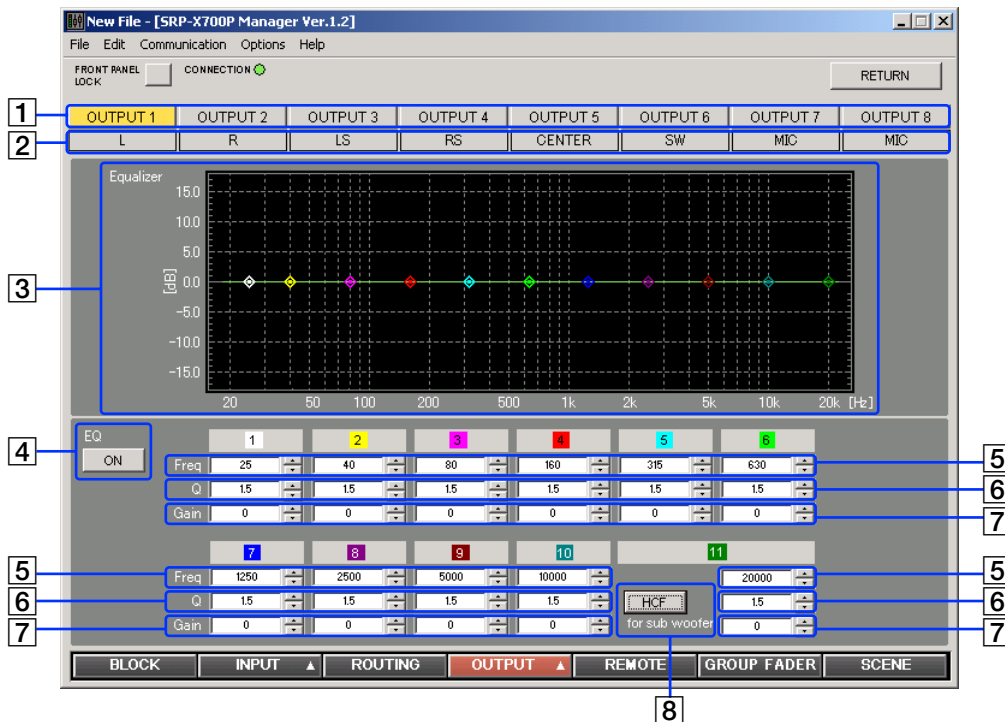 New File - [SRP-X700P Manager Ver.1.2]
File Edit Communication Options Help
FRONT PANEL LOCK CONNECTION RETURN
1 OUTPUT 1 OUTPUT 2 OUTPUT 3 OUTPUT 4 OUTPUT 5 OUTPUT 6 OUTPUT 7 OUTPUT 8
2 L R LS RS CENTER SW MIC MIC
Equalizer
15.0
10.0
5.0
3 [dB] 0.0
-5.0
-10.0
-15.0
20 50 100 200 500 1k 2k 5k 10k 20k [Hz]
4 EQ ON
1 2 3 4 5 6
Freq 25 40 80 160 315 630 5
Q 1.5 1.5 1.5 1.5 1.5 1.5 6
Gain 0 0 0 0 0 0 7
7 8 9 10 11
5 Freq 1250 2500 5000 10000 20000 5
6 Q 1.5 1.5 1.5 1.5 HCF 1.5 6
7 Gain 0 0 0 0 for sub woofer 0 7
BLOCK INPUT ▲ ROUTING OUTPUT ▲ REMOTE GROUP FADER SCENE
8